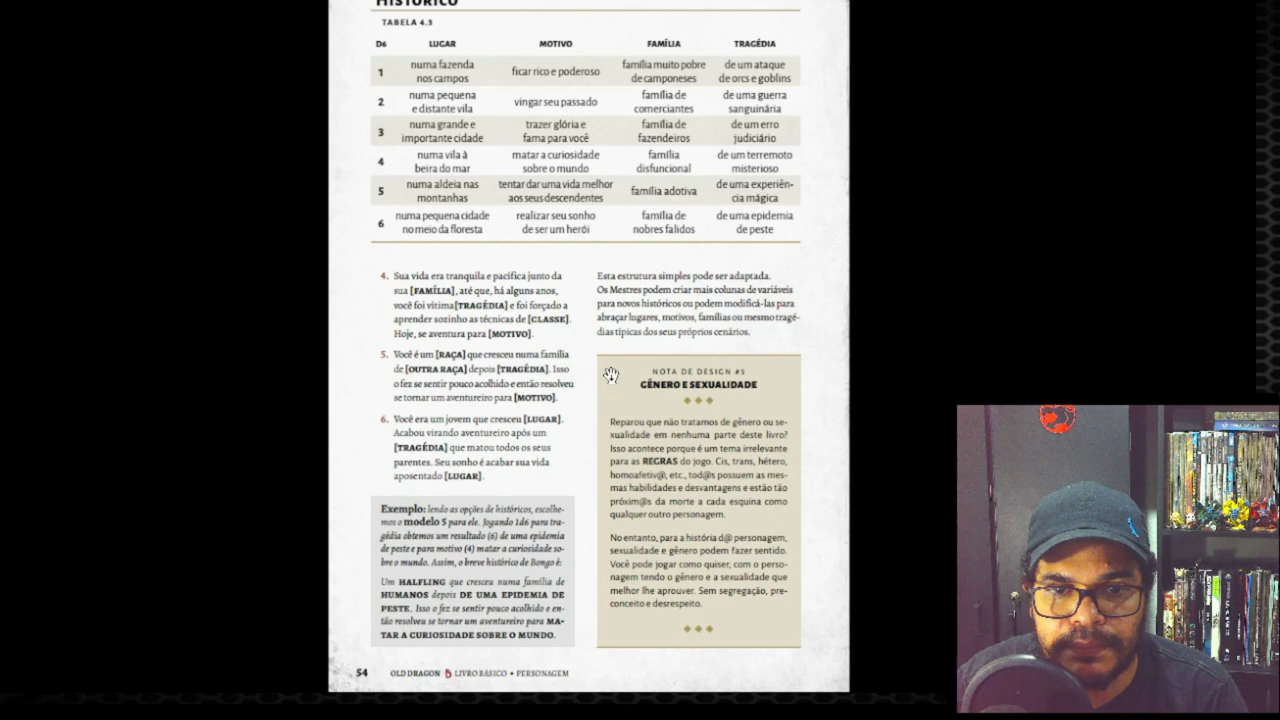 HISTÓRICO
TABELA 4.3
D6 LUGAR MOTIVO FAMÍLIA TRAGÉDIA
1 numa fazenda nos campos ficar rico e poderoso família muito pobre de camponeses de um ataque de orcs e goblins
2 numa pequena e distante vila vingar seu passado família de comerciantes de uma guerra sanguinária
3 numa grande e importante cidade trazer glória e fama para você família de fazendeiros de um erro judiciário
4 numa vila à beira do mar matar a curiosidade sobre o mundo família disfuncional de um terremoto misterioso
5 numa aldeia nas montanhas tentar dar uma vida melhor aos seus descendentes família adotiva de uma experiên-cia mágica
6 numa pequena cidade no meio da floresta realizar seu sonho de ser um herói família de nobres falidos de uma epidemia de peste
4. Sua vida era tranquila e pacífica junto da
sua [FAMÍLIA], até que, há alguns anos,
você foi vítima[TRAGÉDIA] e foi forçado a
aprender sozinho as técnicas de [CLASSE].
Hoje, se aventura para [MOTIVO].
5. Você é um [RAÇA] que cresceu numa família
de [OUTRA RAÇA] depois [TRAGÉDIA]. Isso
o fez se sentir pouco acolhido e então resolveu
se tornar um aventureiro para [MOTIVO].
6. Você era um jovem que cresceu [LUGAR].
Acabou virando aventureiro após um
[TRAGÉDIA] que matou todos os seus
parentes. Seu sonho é acabar sua vida
aposentado [LUGAR].
Exemplo: lendo as opções de históricos, escolhe-
mos o modelo 5 para ele. Jogando 1d6 para tra-
gédia obtemos um resultado (6) de uma epidemia
de peste e para motivo (4) matar a curiosidade so-
bre o mundo. Assim, o breve histórico de Bongo é:
Um HALFLING que cresceu numa família de
HUMANOS depois DE UMA EPIDEMIA DE
PESTE. Isso o fez se sentir pouco acolhido e en-
tão resolveu se tornar um aventureiro para MA-
TAR A CURIOSIDADE SOBRE O MUNDO.
Esta estrutura simples pode ser adaptada.
Os Mestres podem criar mais colunas de variáveis
para novos históricos ou podem modificá-las para
abraçar lugares, motivos, famílias ou mesmo tragé-
dias típicas dos seus próprios cenários.
NOTA DE DESIGN #5
GÊNERO E SEXUALIDADE
Reparou que não tratamos de gênero ou se-
xualidade em nenhuma parte deste livro?
Isso acontece porque é um tema irrelevante
para as REGRAS do jogo. Cis, trans, hétero,
homoafetiv@, etc., tod@s possuem as mes-
mas habilidades e desvantagens e estão tão
próxim@s da morte a cada esquina como
qualquer outro personagem.
No entanto, para a história d@ personagem,
sexualidade e gênero podem fazer sentido.
Você pode jogar como quiser, com o perso-
nagem tendo o gênero e a sexualidade que
melhor lhe aprouver. Sem segregação, pre-
conceito e desrespeito.
54 OLD DRAGON LIVRO BÁSICO • PERSONAGEM